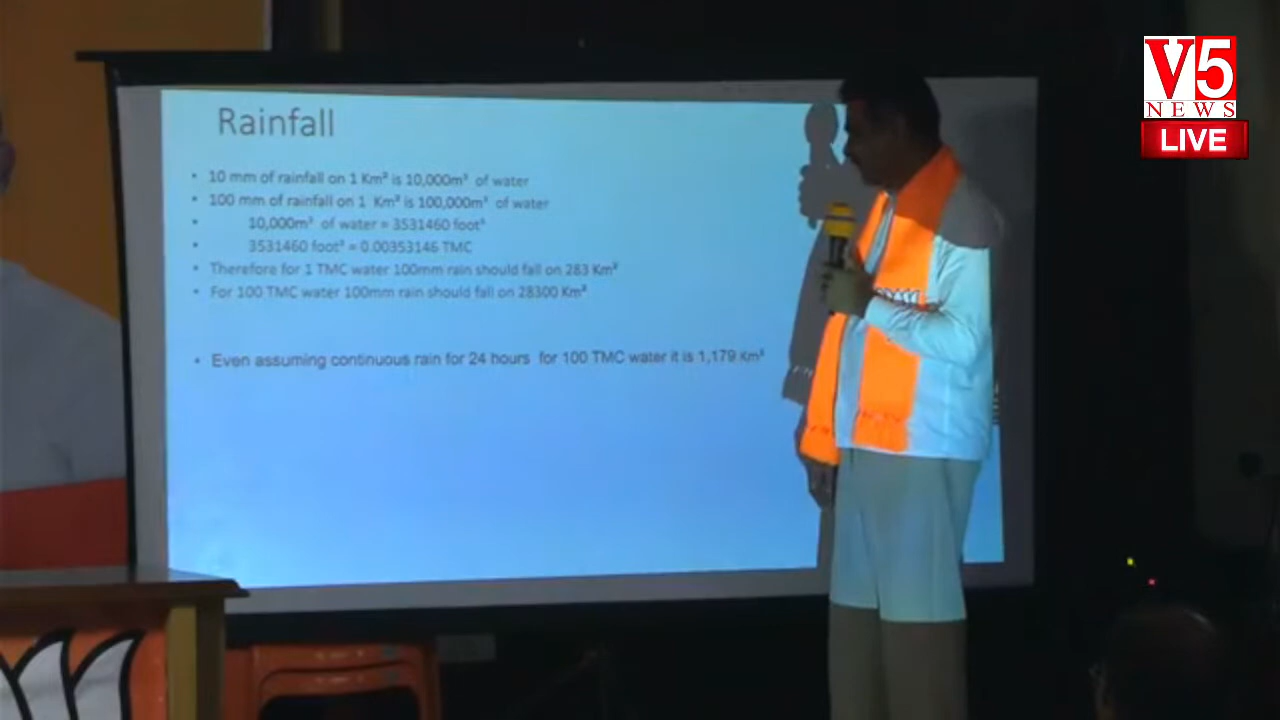 V5
NEWS
LIVE
Rainfall
• 10 mm of rainfall on 1 Km² is 10,000m³ of water
• 100 mm of rainfall on 1 Km² is 100,000m³ of water
• 10,000m³ of water = 3531460 foot³
• 3531460 foot³ = 0.00353146 TMC
• Therefore for 1 TMC water 100mm rain should fall on 283 Km²
• For 100 TMC water 100mm rain should fall on 28300 Km²
• Even assuming continuous rain for 24 hours for 100 TMC water it is 1,179 Km²